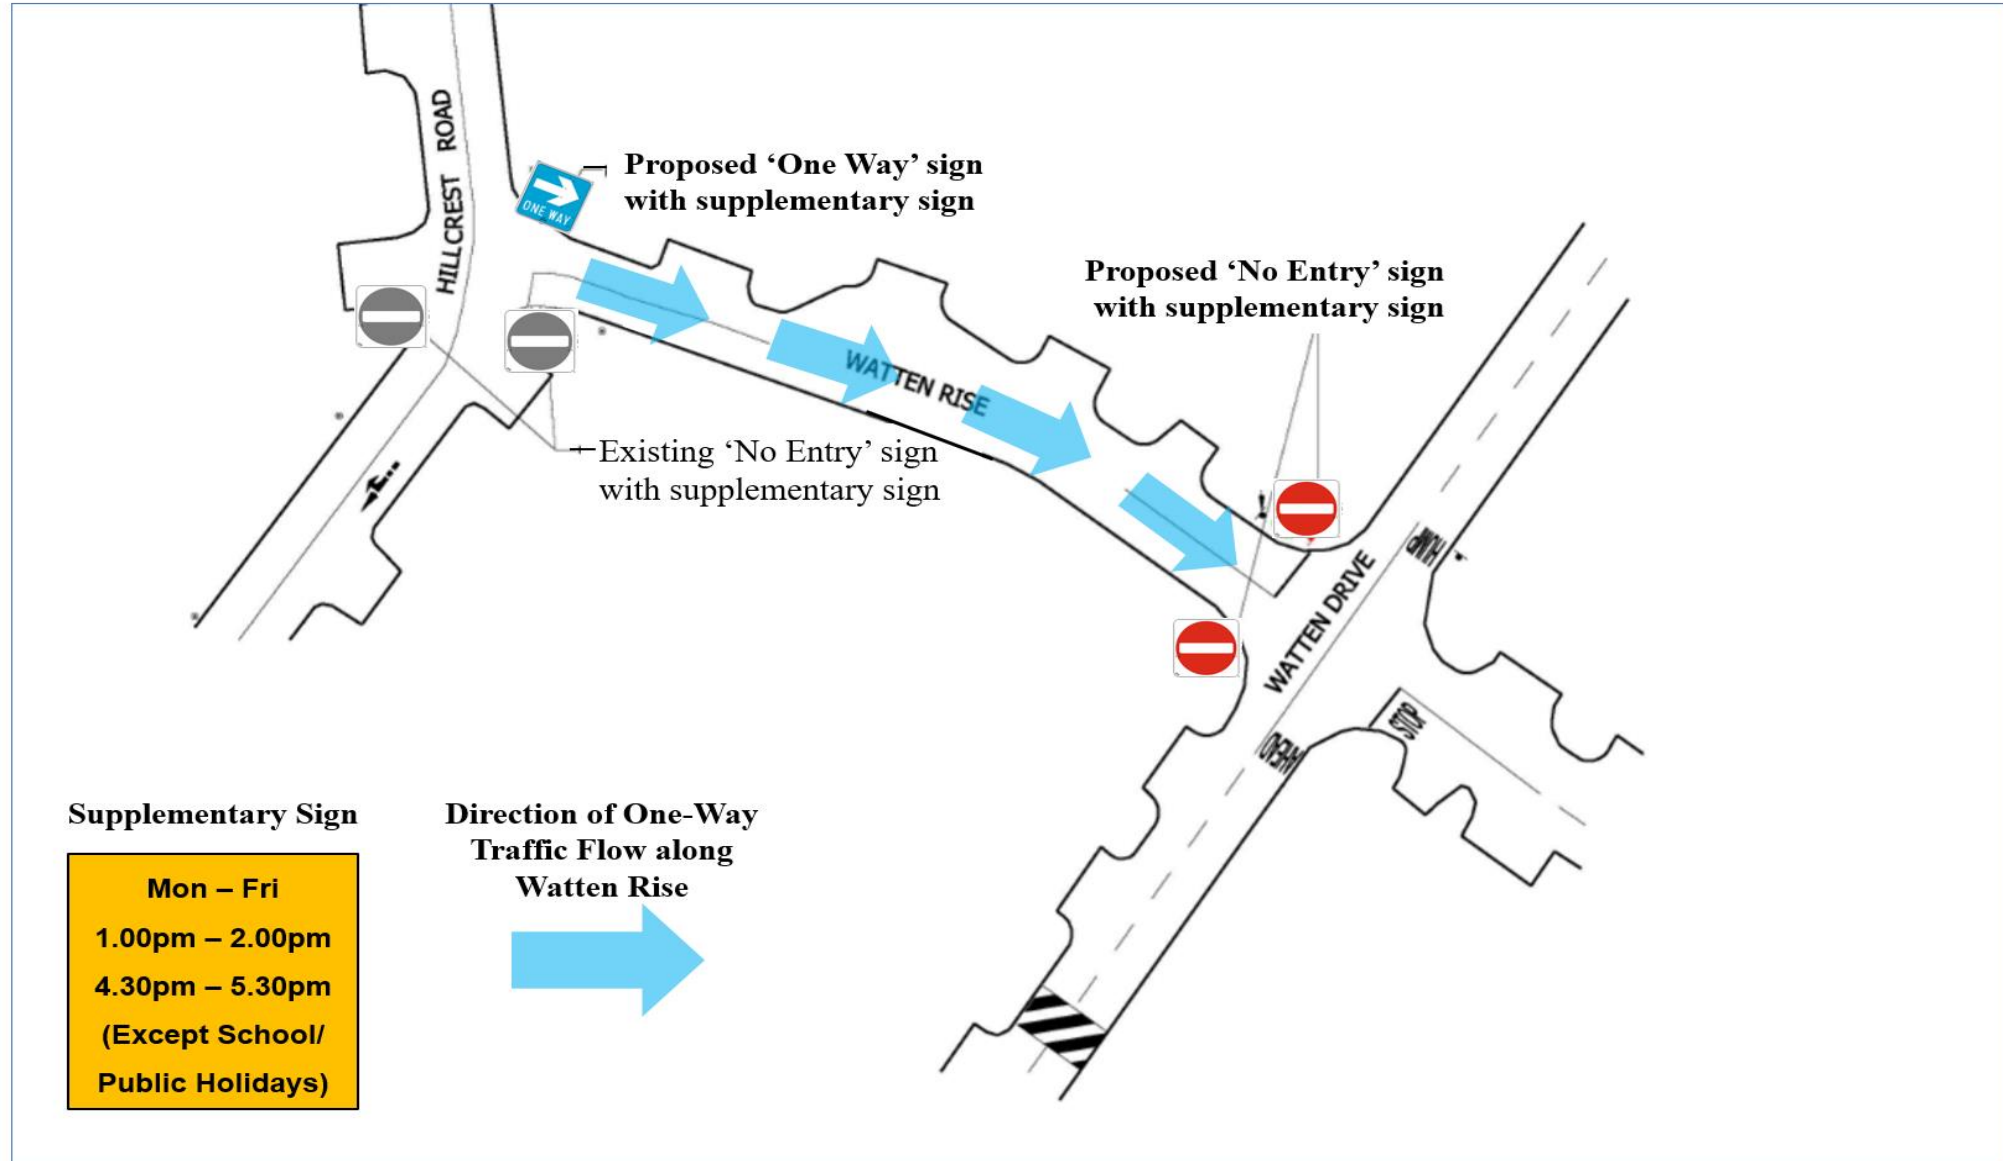 HILLCREST ROAD
ONE WAY
Proposed ‘One Way’ sign
with supplementary sign
Proposed ‘No Entry’ sign
with supplementary sign
WATTEN RISE
Existing ‘No Entry’ sign
with supplementary sign
HUMP
WATTEN DRIVE
STOP
AHEAD
Supplementary Sign
Mon – Fri
1.00pm – 2.00pm
4.30pm – 5.30pm
(Except School/
Public Holidays)
Direction of One-Way
Traffic Flow along
Watten Rise